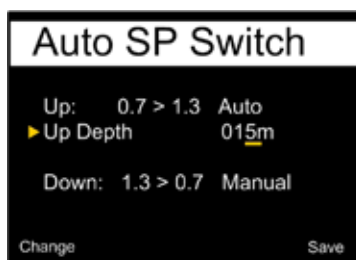 Auto SP Switch
Up: 0.7 > 1.3 Auto
Up Depth 015m
Down: 1.3 > 0.7 Manual
Change Save